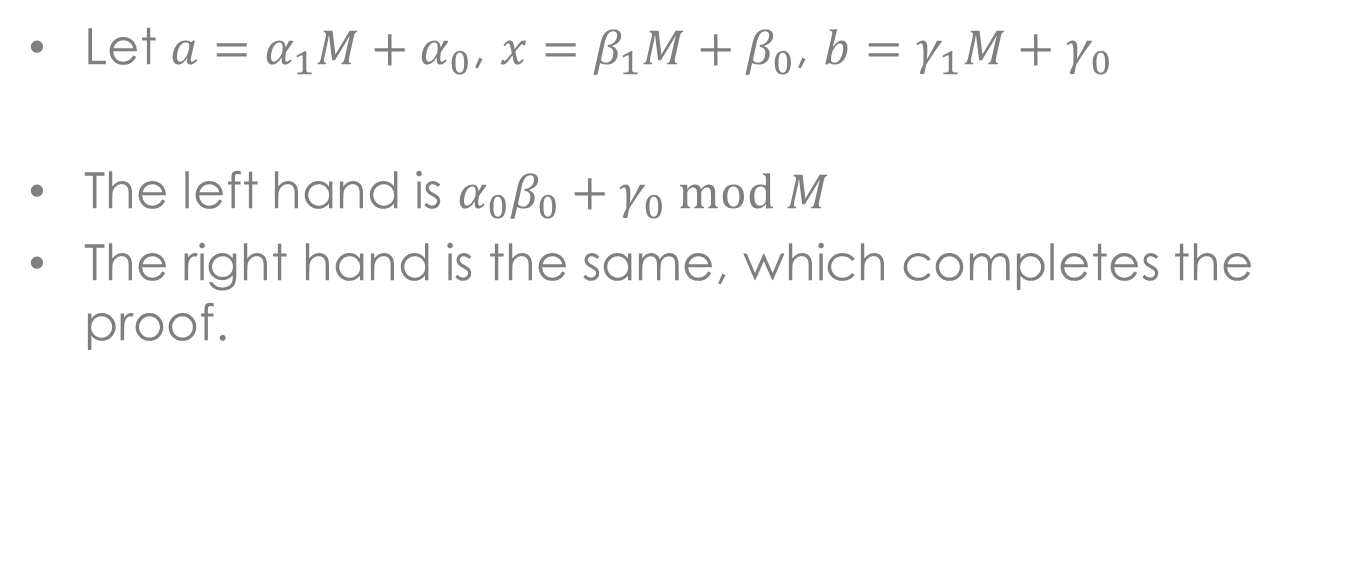 • Let 𝑎 = 𝛼₁𝑀 + 𝛼₀, 𝑥 = 𝛽₁𝑀 + 𝛽₀, 𝑏 = 𝛾₁𝑀 + 𝛾₀
• The left hand is 𝛼₀𝛽₀ + 𝛾₀ mod 𝑀
• The right hand is the same, which completes the
proof.